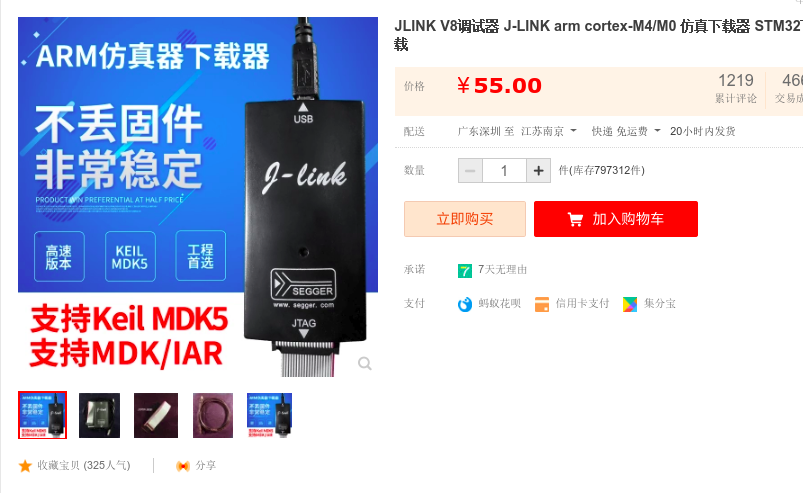 JLINK V8调试器 J-LINK arm cortex-M4/M0 仿真下载器 STM32下
载
ARM仿真器下载器
不丢固件
非常稳定
PRODUCT IN PREFERENTIAL AT HALF PRICE
高速
版本
KEIL
MDK5
工程
首选
USB
J-link
SEGGER
www.segger.com
JTAG
支持Keil MDK5
支持MDK/IAR
价格
¥55.00
1219
累计评论
466
交易成
配送
广东深圳 至 江苏南京
快递 免运费
20小时内发货
数量
1
件(库存797312件)
立即购买
加入购物车
承诺
7天无理由
支付
蚂蚁花呗
信用卡支付
集分宝
收藏宝贝 (325人气)
分享